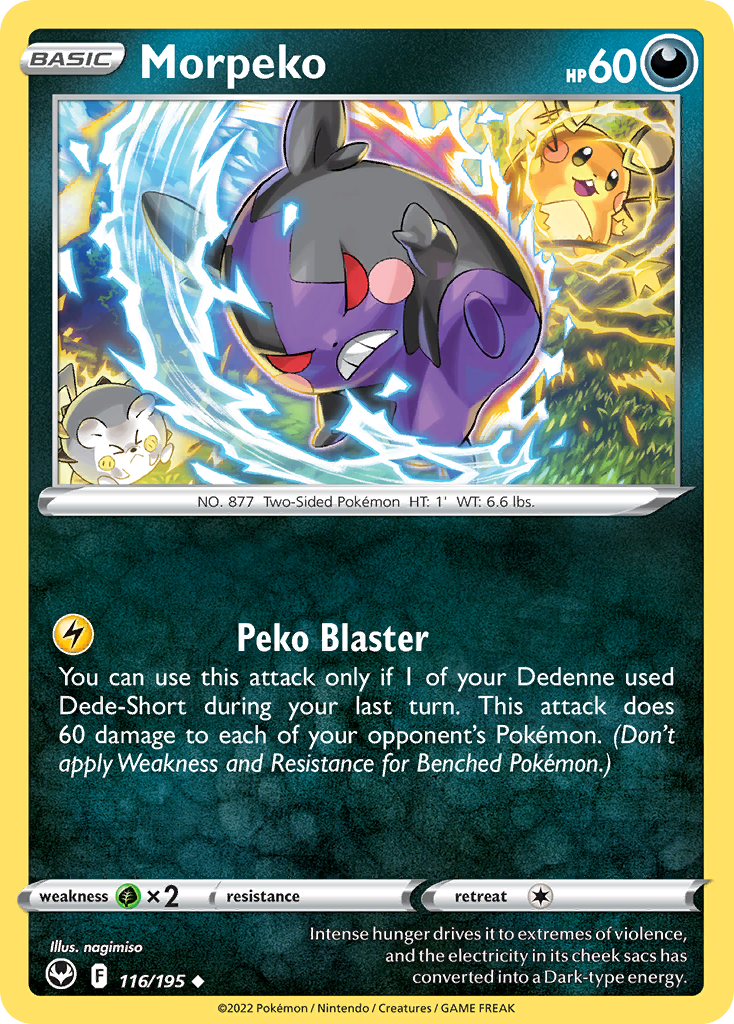 BASIC Morpeko HP60
NO. 877 Two-Sided Pokémon HT: 1' WT: 6.6 lbs.
Peko Blaster
You can use this attack only if 1 of your Dedenne used
Dede-Short during your last turn. This attack does
60 damage to each of your opponent's Pokémon. (Don't
apply Weakness and Resistance for Benched Pokémon.)
weakness ×2 resistance retreat
Illus. nagimiso
Intense hunger drives it to extremes of violence,
and the electricity in its cheek sacs has
converted into a Dark-type energy.
F 116/195
©2022 Pokémon / Nintendo / Creatures / GAME FREAK